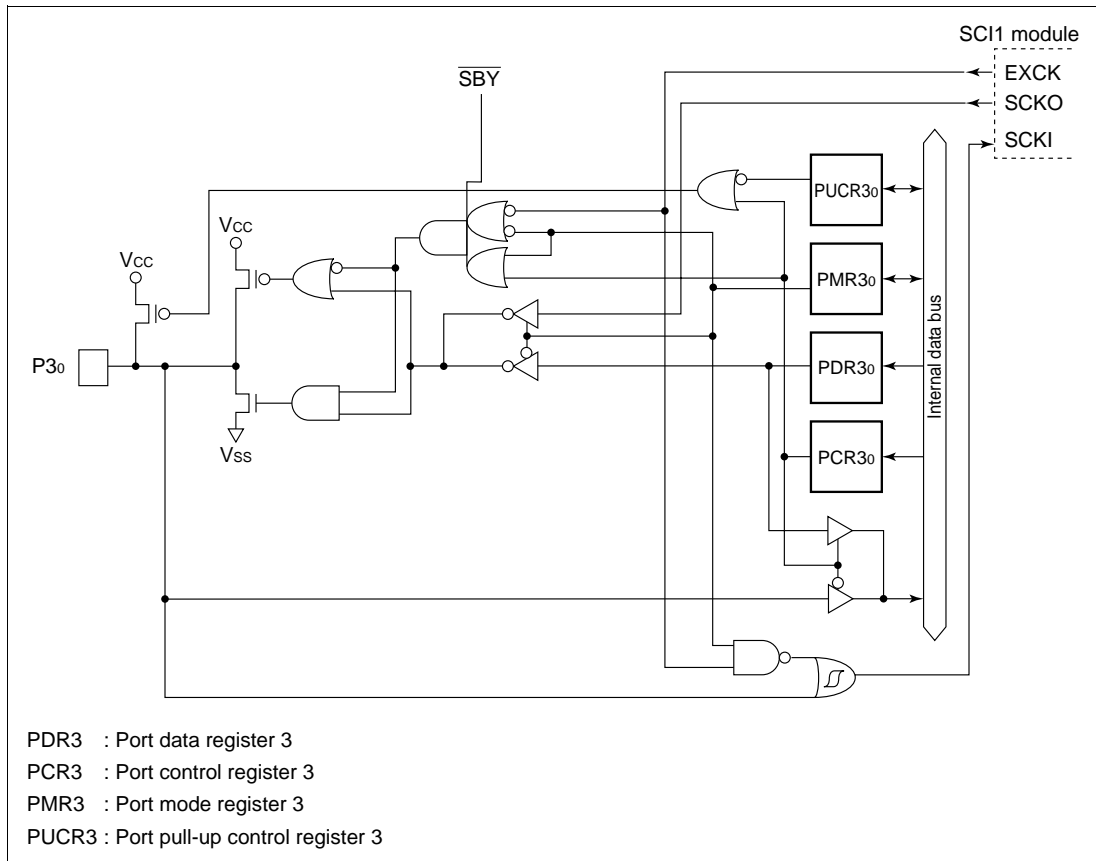 SCI1 module
EXCK
SCKO
SCKI
SBY
PUCR3₀
PMR3₀
PDR3₀
PCR3₀
Internal data bus
VCC
VCC
P3₀
VSS
PDR3 : Port data register 3
PCR3 : Port control register 3
PMR3 : Port mode register 3
PUCR3 : Port pull-up control register 3